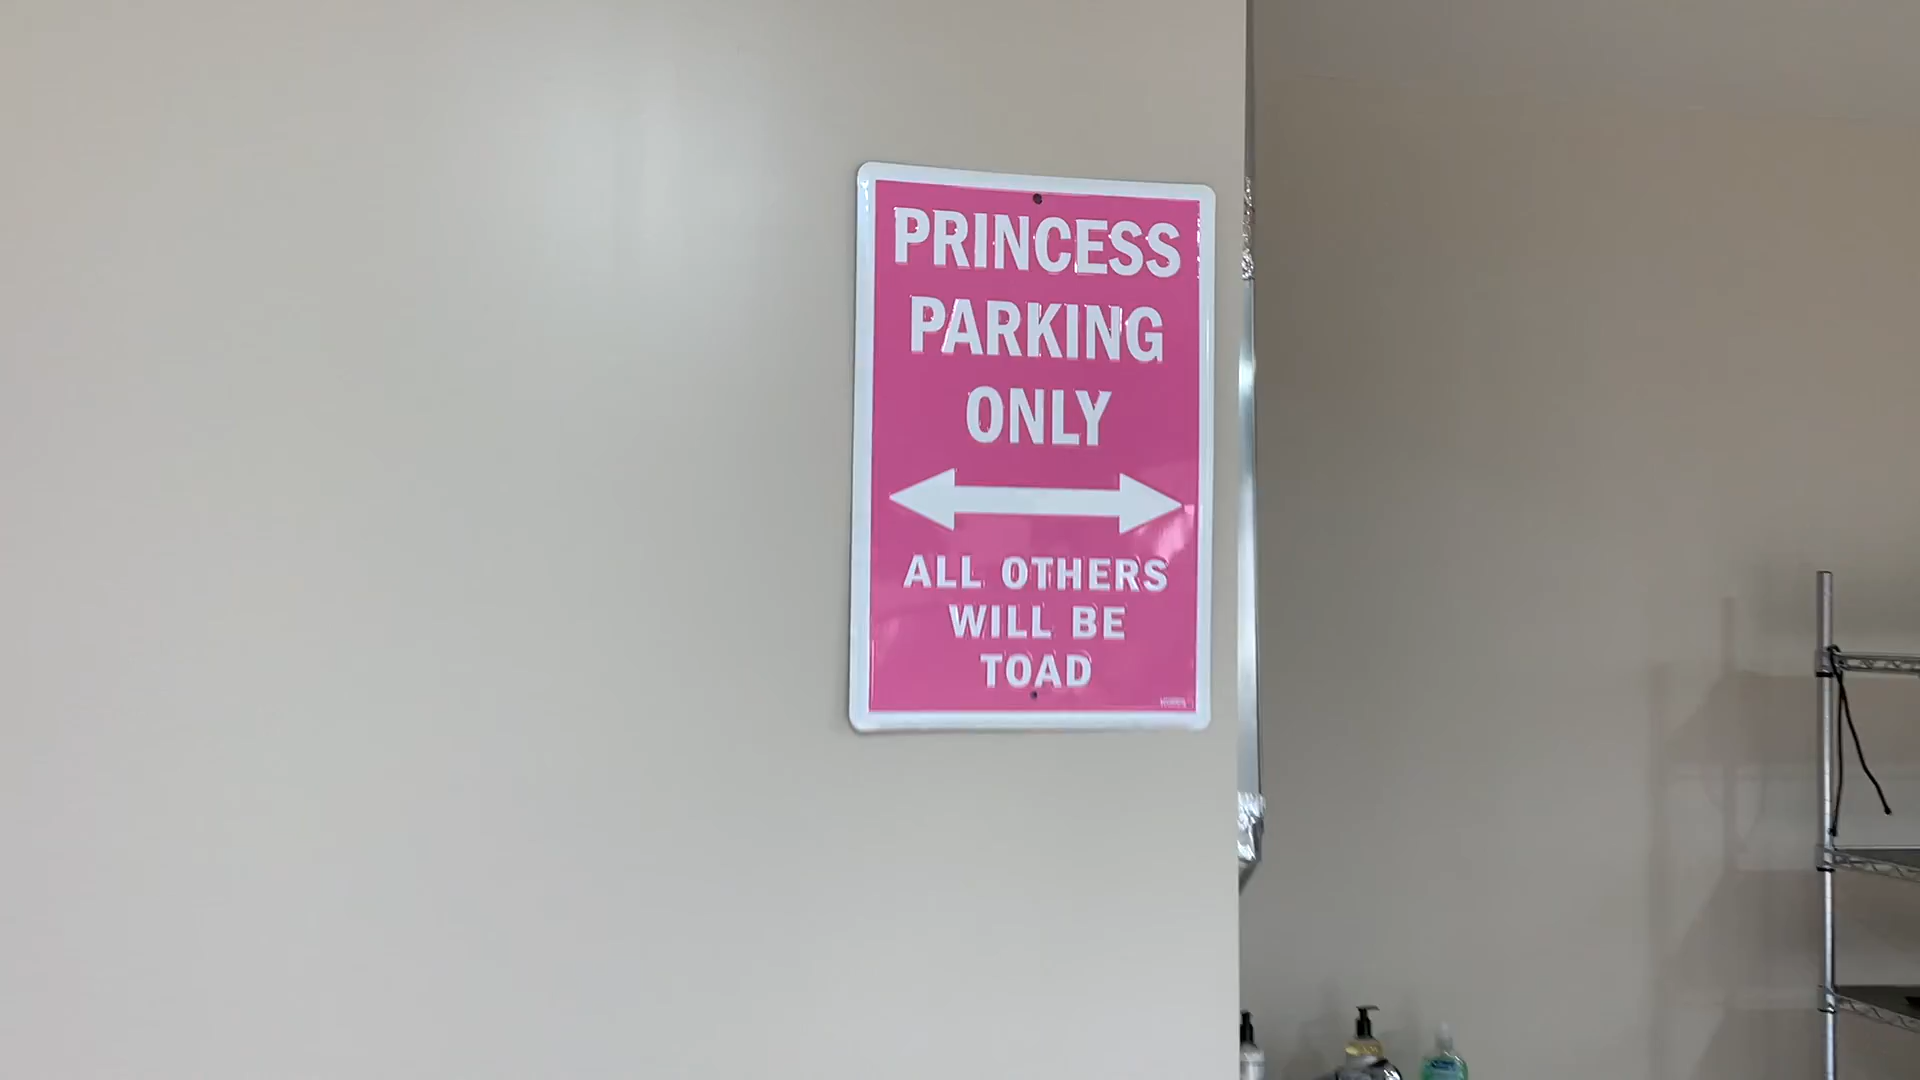 PRINCESS
PARKING
ONLY
ALL OTHERS
WILL BE
TOAD